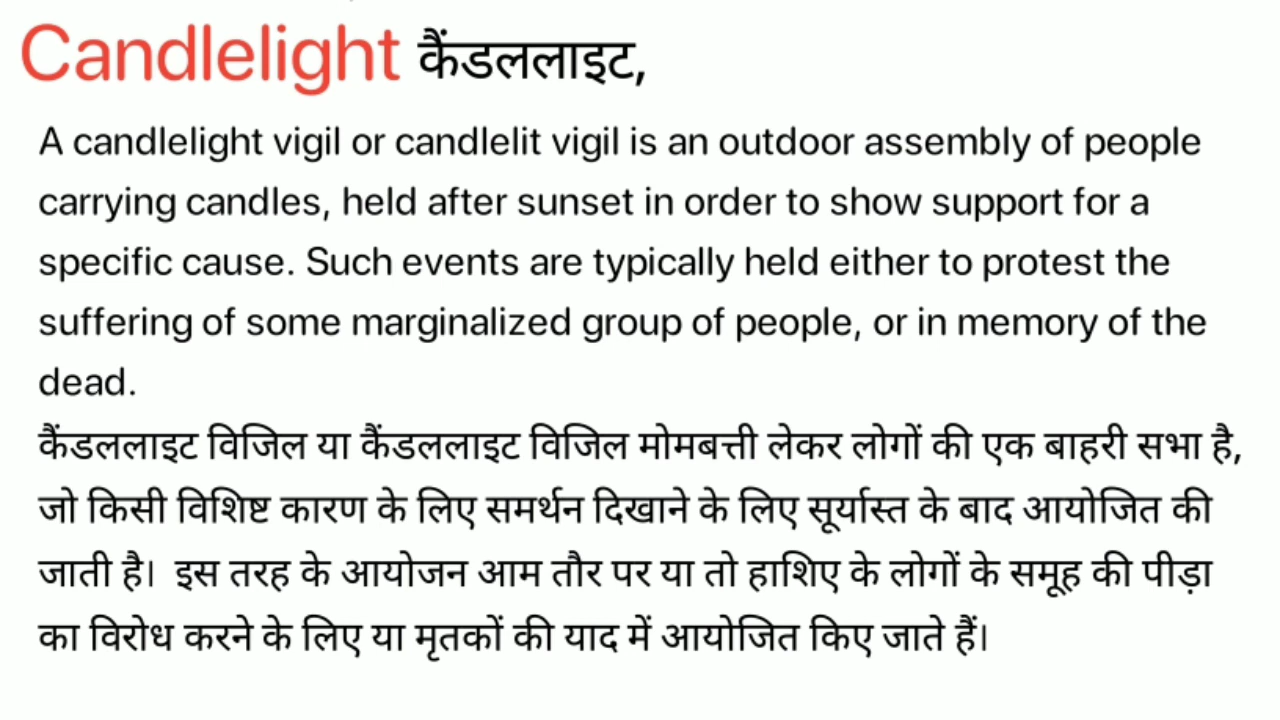 Candlelight कैंडललाइट,
A candlelight vigil or candlelit vigil is an outdoor assembly of people
carrying candles, held after sunset in order to show support for a
specific cause. Such events are typically held either to protest the
suffering of some marginalized group of people, or in memory of the
dead.
कैंडललाइट विजिल या कैंडललाइट विजिल मोमबत्ती लेकर लोगों की एक बाहरी सभा है,
जो किसी विशिष्ट कारण के लिए समर्थन दिखाने के लिए सूर्यास्त के बाद आयोजित की
जाती है। इस तरह के आयोजन आम तौर पर या तो हाशिए के लोगों के समूह की पीड़ा
का विरोध करने के लिए या मृतकों की याद में आयोजित किए जाते हैं।